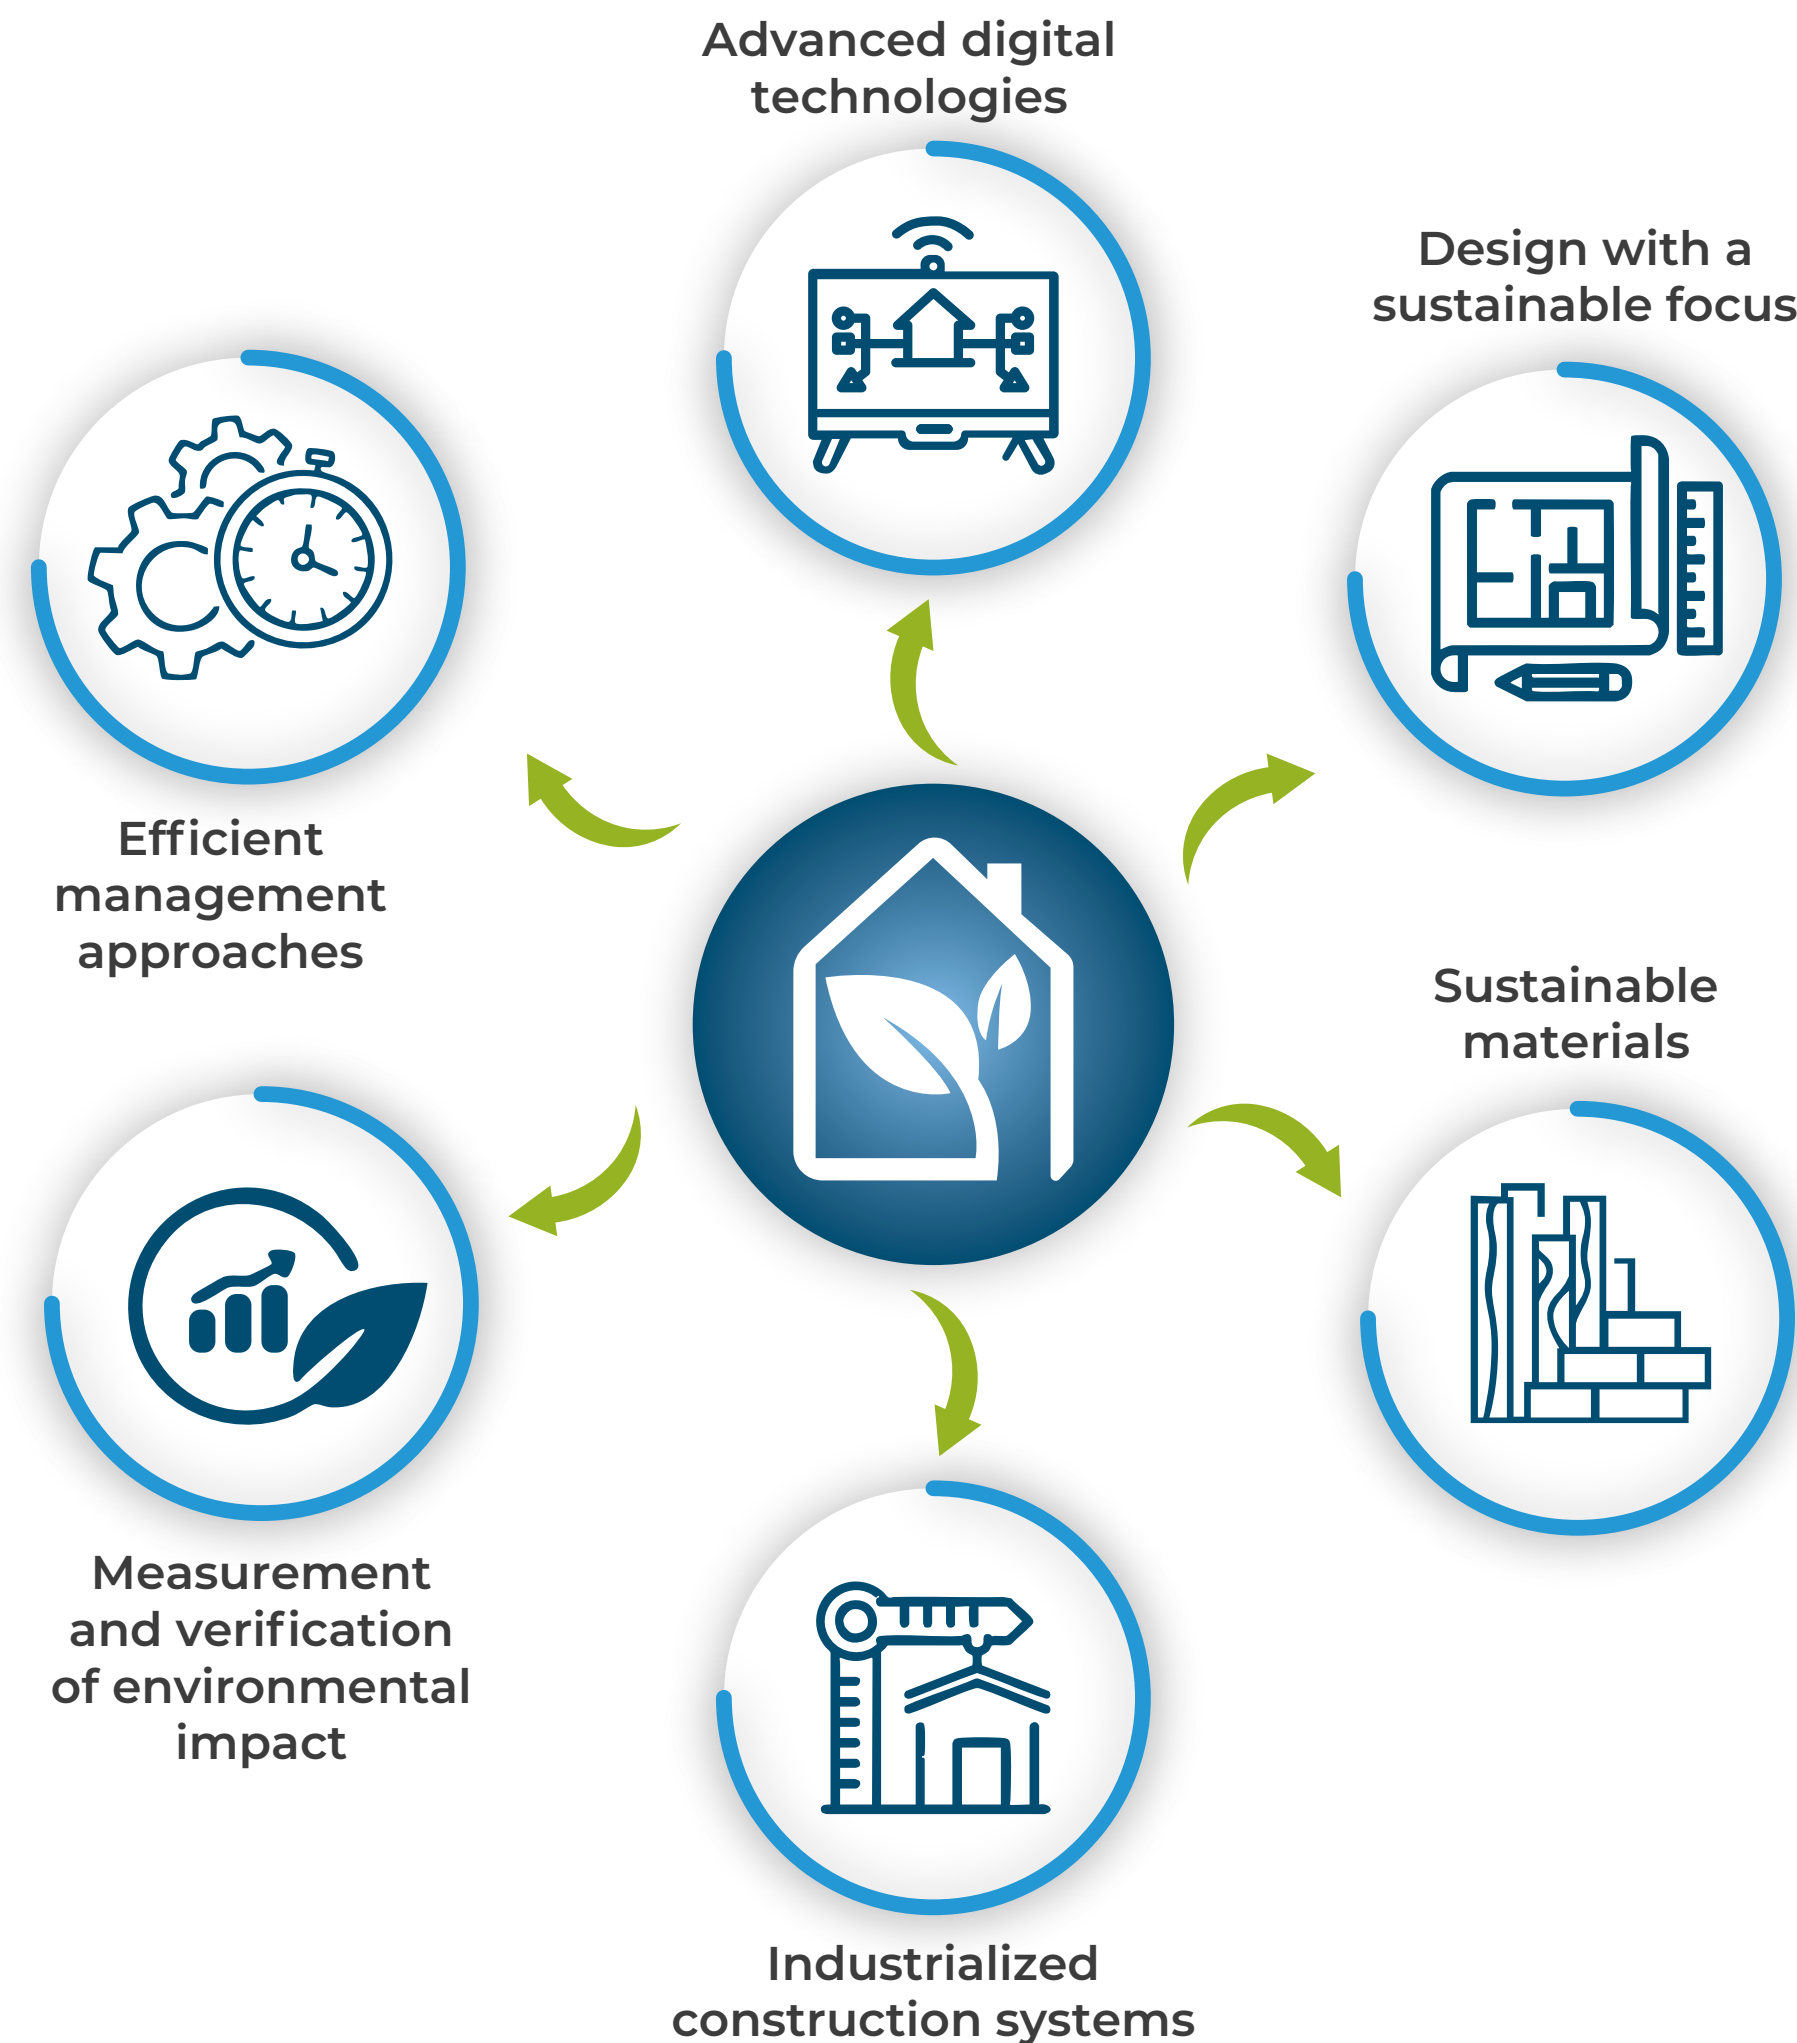 Advanced digital
technologies
Design with a
sustainable focus
Efficient
management
approaches
Sustainable
materials
Measurement
and verification
of environmental
impact
Industrialized
construction systems